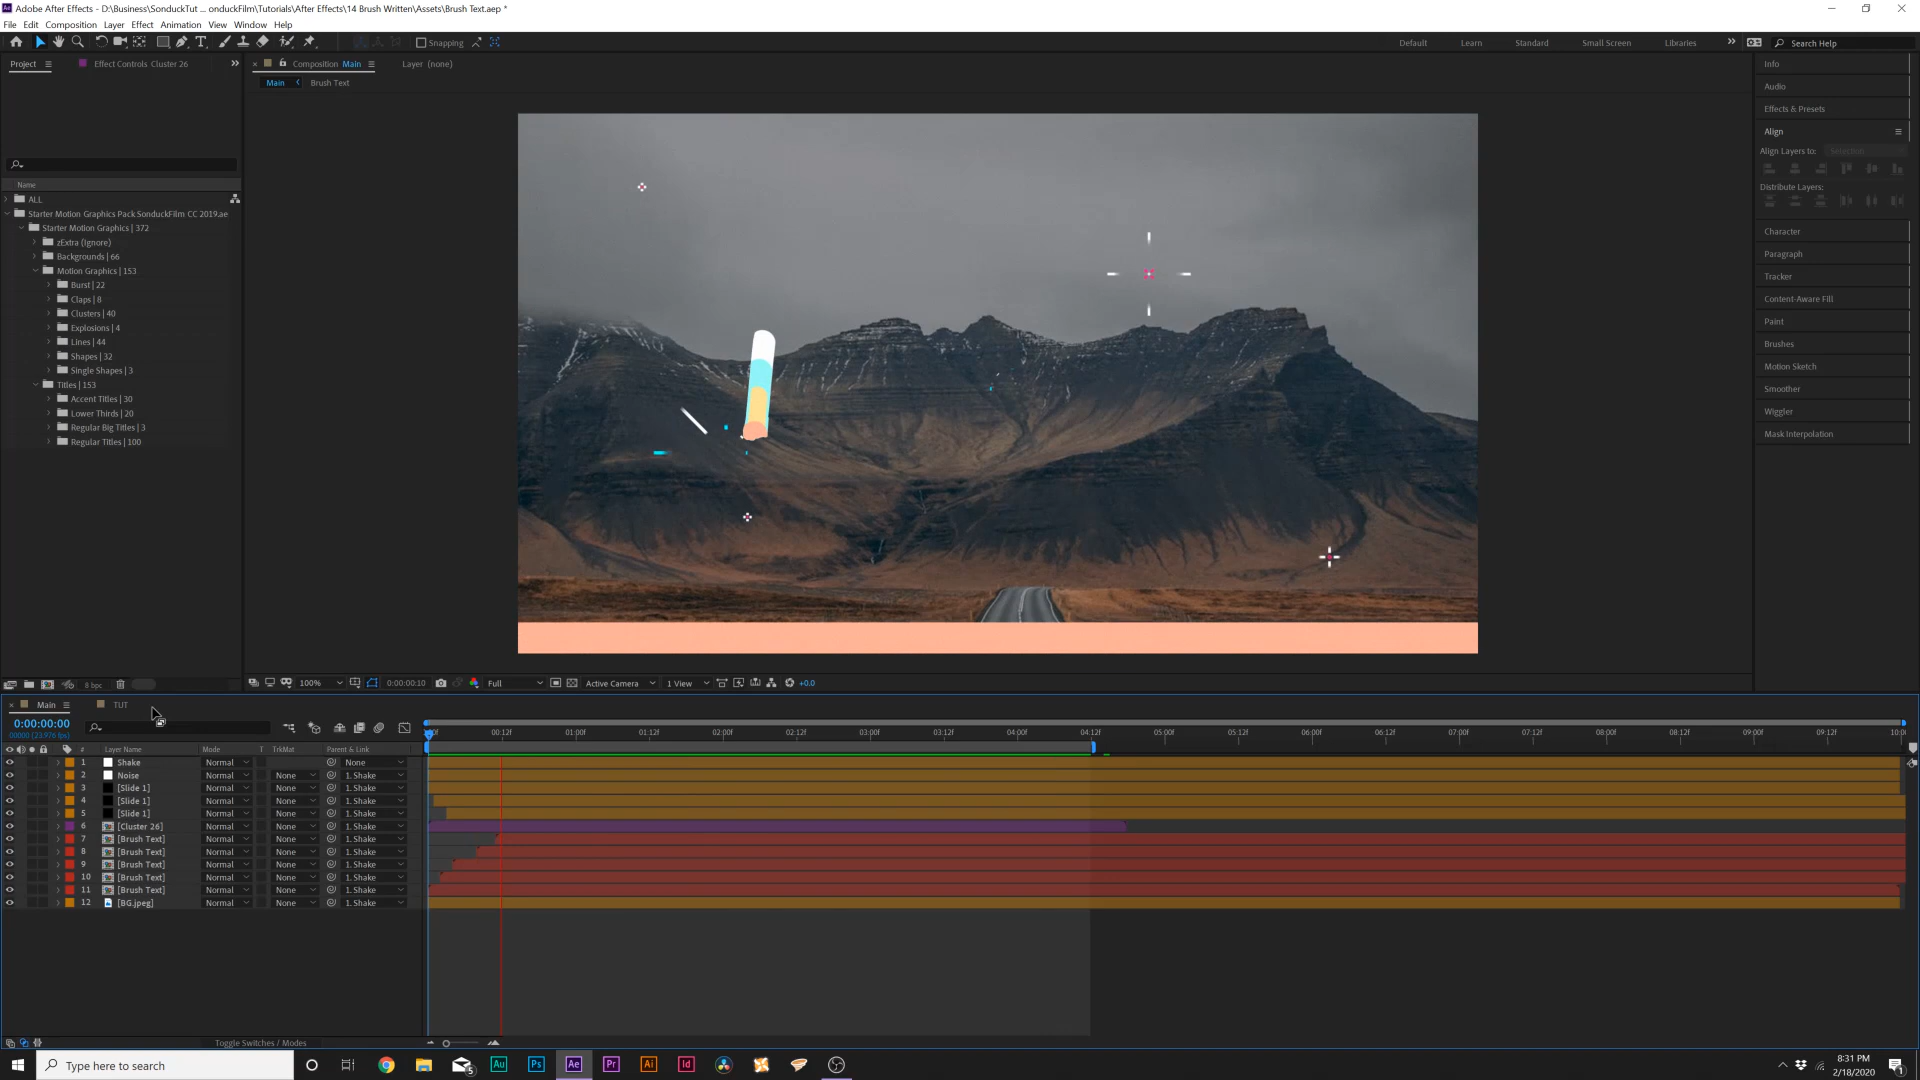 Adobe After Effects - D:\Business\SonduckTut ... onduckFilm\Tutorials\After Effects\14 Brush Written\Assets\Brush Text.aep *
File Edit Composition Layer Effect Animation View Window Help
Snapping Default Learn Standard Small Screen Libraries Search Help
Project Effect Controls Cluster 26 Composition Main Layer (none) Info
Main Brush Text
Audio
Effects & Presets
Align
Align Layers to: Selection
Distribute Layers:
Character
Paragraph
Tracker
Content-Aware Fill
Paint
Brushes
Motion Sketch
Smoother
Wiggler
Mask Interpolation
Name
ALL
Starter Motion Graphics Pack SonduckFilm CC 2019.ae
Starter Motion Graphics | 372
zExtra (Ignore)
Backgrounds | 66
Motion Graphics | 153
Burst | 22
Claps | 8
Clusters | 40
Explosions | 4
Lines | 44
Shapes | 32
Single Shapes | 3
Titles | 153
Accent Titles | 30
Lower Thirds | 20
Regular Big Titles | 3
Regular Titles | 100
8 bpc 100% 0:00:00:10 Full Active Camera 1 View +0.0
Main TUT
0:00:00:00
00000 (23.976 fps)
00:12f 01:00f 01:12f 02:00f 02:12f 03:00f 03:12f 04:00f 04:12f 05:00f 05:12f 06:00f 06:12f 07:00f 07:12f 08:00f 08:12f 09:00f 09:12f 10:00
# Layer Name Mode T TrkMat Parent & Link
1 Shake Normal None
2 Noise Normal None 1. Shake
3 [Slide 1] Normal None 1. Shake
4 [Slide 1] Normal None 1. Shake
5 [Slide 1] Normal None 1. Shake
6 [Cluster 26] Normal None 1. Shake
7 [Brush Text] Normal None 1. Shake
8 [Brush Text] Normal None 1. Shake
9 [Brush Text] Normal None 1. Shake
10 [Brush Text] Normal None 1. Shake
11 [Brush Text] Normal None 1. Shake
12 [BG.jpeg] Normal None 1. Shake
Toggle Switches / Modes
Type here to search
Au Ps Ae Pr Ai Id
8:31 PM
2/18/2020